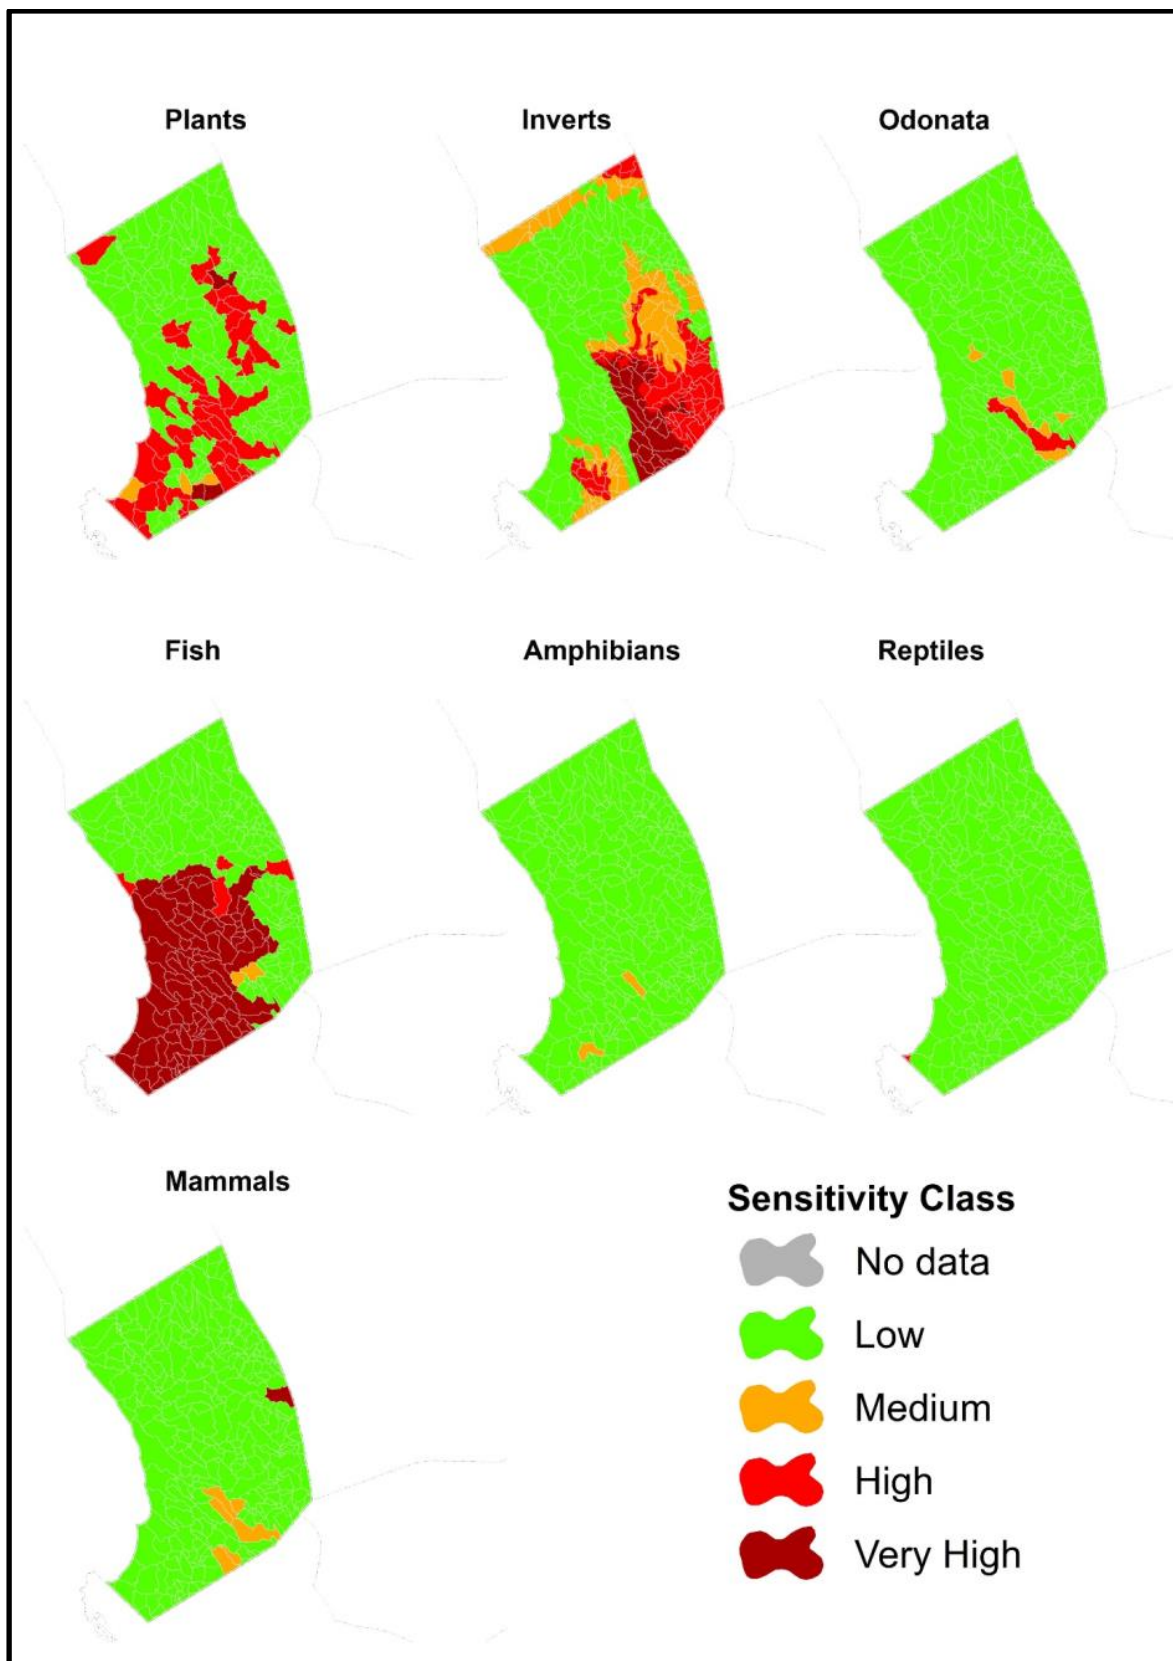 Plants
Inverts
Odonata
Fish
Amphibians
Reptiles
Mammals
Sensitivity Class
No data
Low
Medium
High
Very High